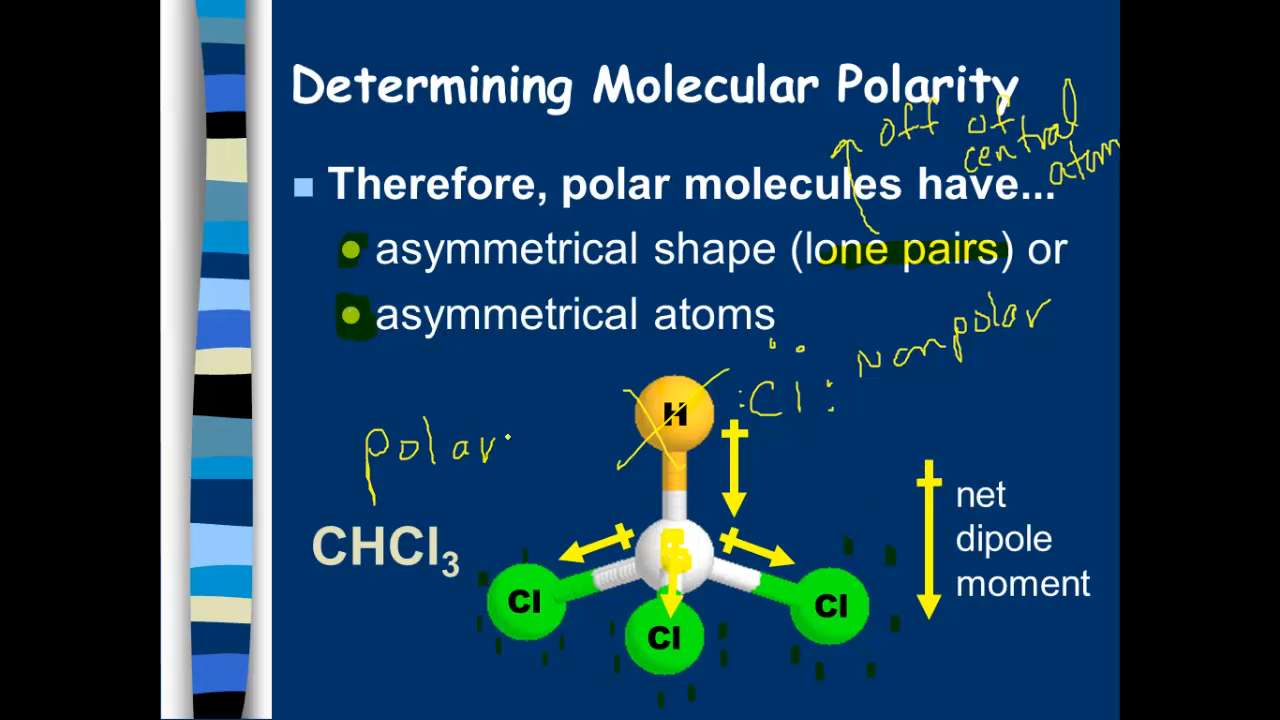 Determining Molecular Polarity
off of
central
atom
Therefore, polar molecules have...
asymmetrical shape (lone pairs) or
asymmetrical atoms
nonpolar
:Cl:
H
polar
net
dipole
moment
CHCl₃
Cl
Cl
Cl